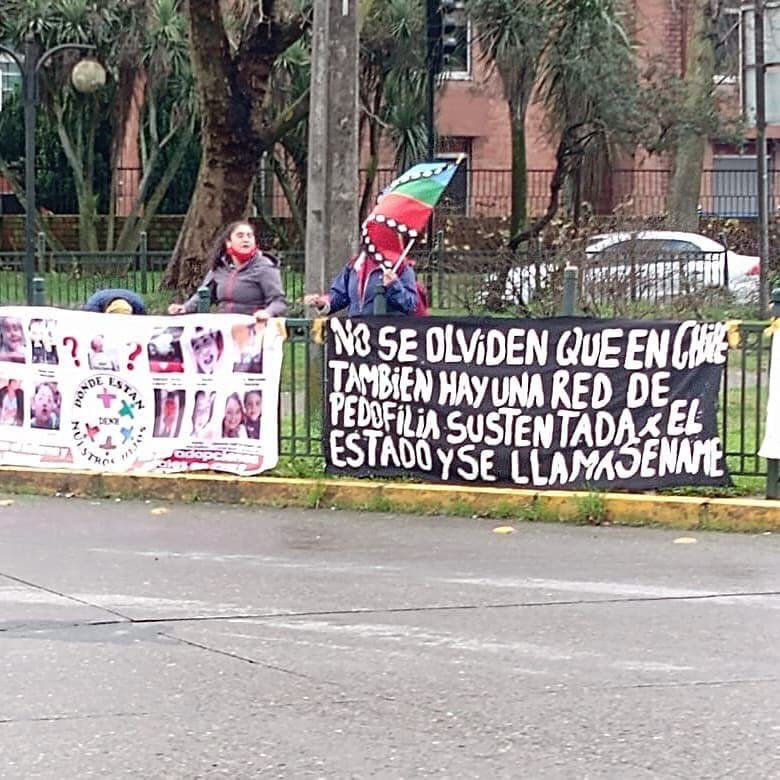 ? ?
DONDE ESTAN
NUESTROS HIJOS
NO SE OLVIDEN QUE EN CHILE
TAMBIEN HAY UNA RED DE
PEDOFILIA SUSTENTADA X EL
ESTADO Y SE LLAMA SENAME